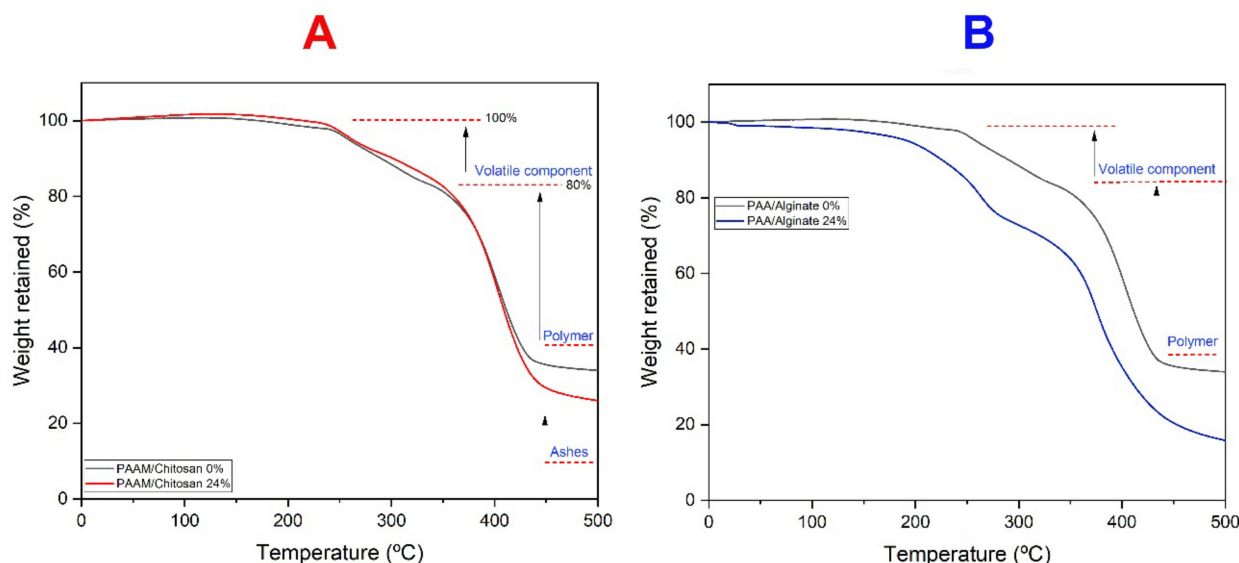 A
B
Weight retained (%)
100
80
60
40
20
0
100%
Volatile component
80%
Polymer
Ashes
PAAM/Chitosan 0%
PAAM/Chitosan 24%
0
100
200
300
400
500
Temperature (ºC)
Weight retained (%)
100
80
60
40
20
0
Volatile component
PAA/Alginate 0%
PAA/Alginate 24%
Polymer
0
100
200
300
400
500
Temperature (ºC)